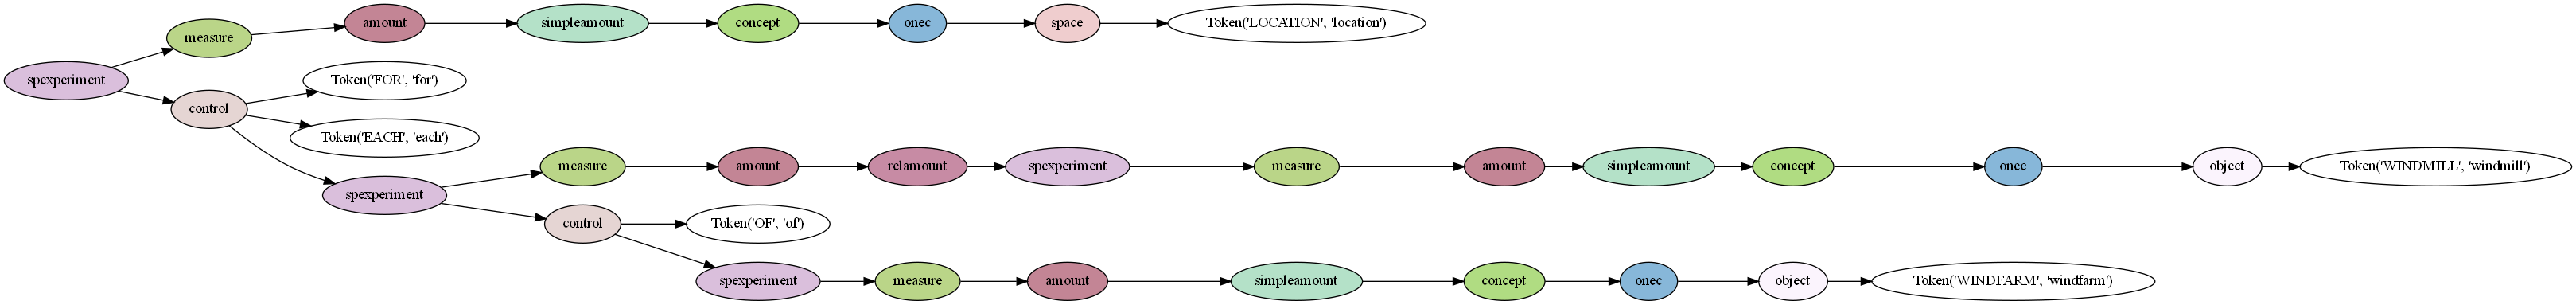 amount simpleamount concept onec space Token('LOCATION', 'location')
measure
spexperiment Token('FOR', 'for')
control
Token('EACH', 'each')
measure amount relamount spexperiment measure amount simpleamount concept onec object Token('WINDMILL', 'windmill')
spexperiment
control Token('OF', 'of')
spexperiment measure amount simpleamount concept onec object Token('WINDFARM', 'windfarm')